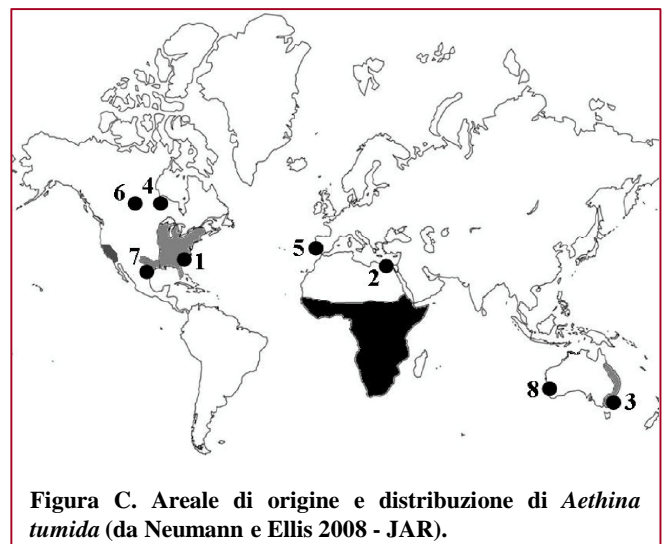 6 4
5
7 1
2
8 3
Figura C. Areale di origine e distribuzione di Aethina
tumida (da Neumann e Ellis 2008 - JAR).